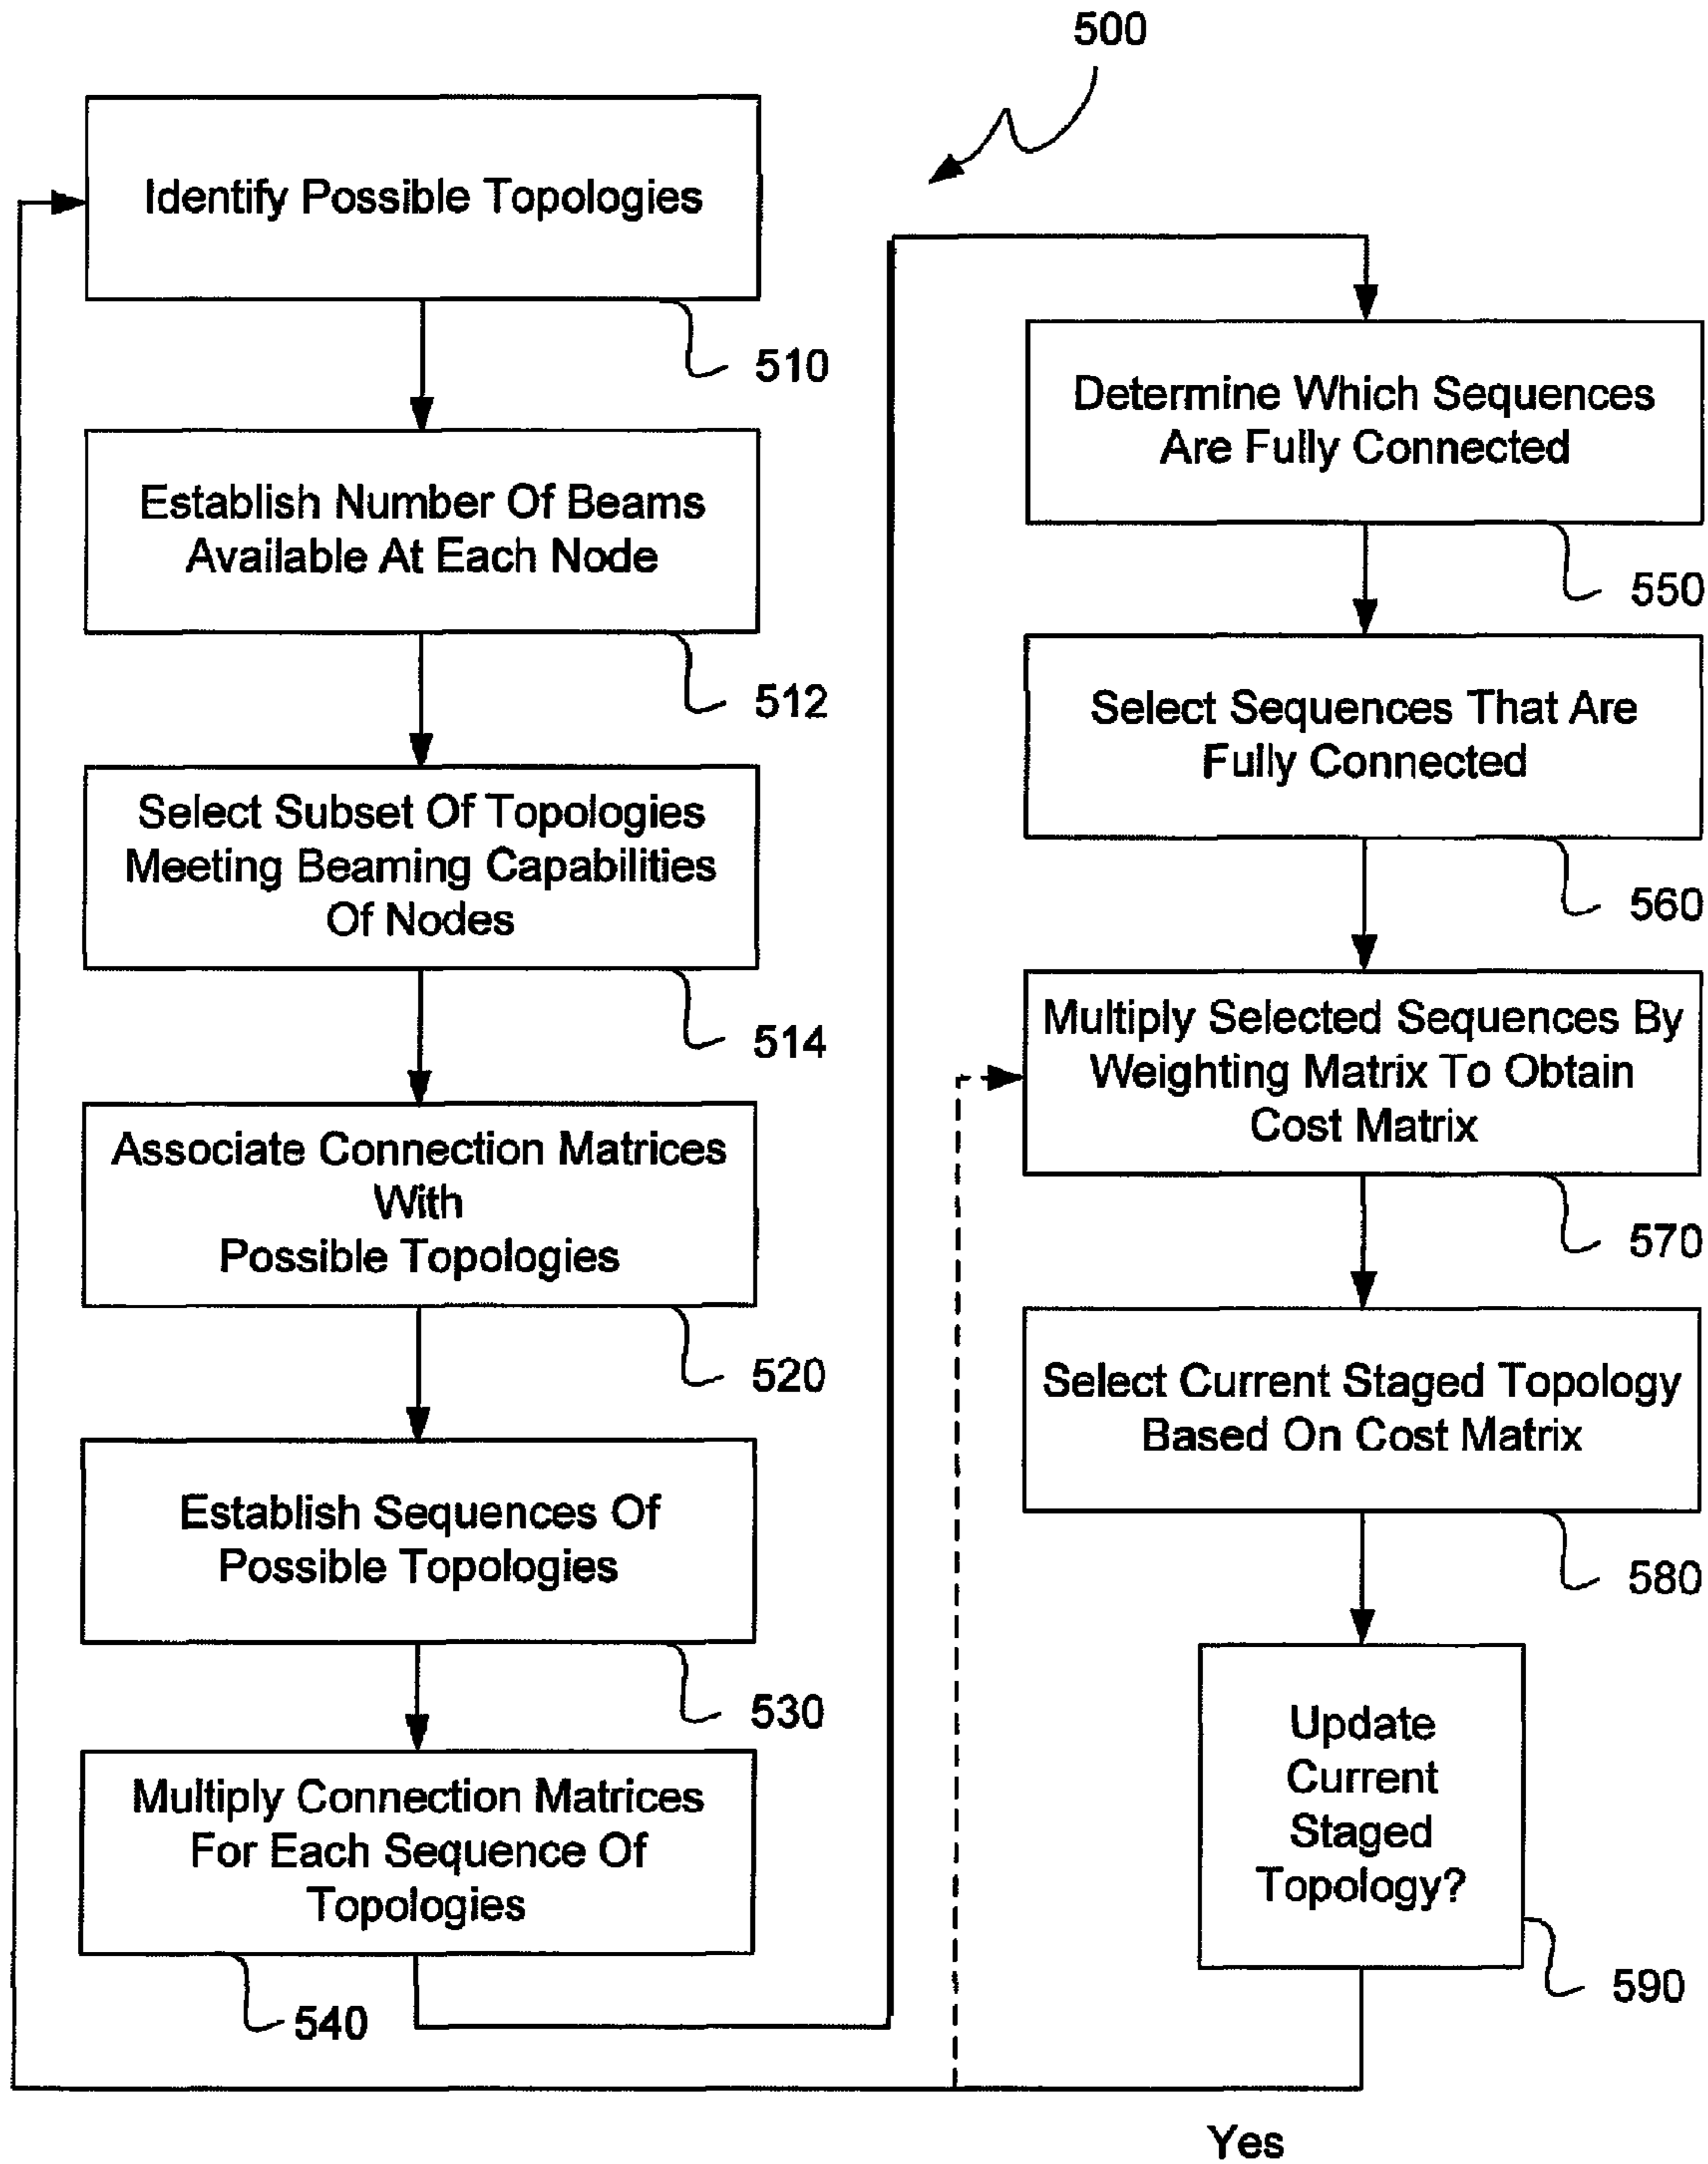 500
Identify Possible Topologies
510
Establish Number Of Beams
Available At Each Node
512
Select Subset Of Topologies
Meeting Beaming Capabilities
Of Nodes
514
Associate Connection Matrices
With
Possible Topologies
520
Establish Sequences Of
Possible Topologies
530
Multiply Connection Matrices
For Each Sequence Of
Topologies
540
Determine Which Sequences
Are Fully Connected
550
Select Sequences That Are
Fully Connected
560
Multiply Selected Sequences By
Weighting Matrix To Obtain
Cost Matrix
570
Select Current Staged Topology
Based On Cost Matrix
580
Update
Current
Staged
Topology?
590
Yes